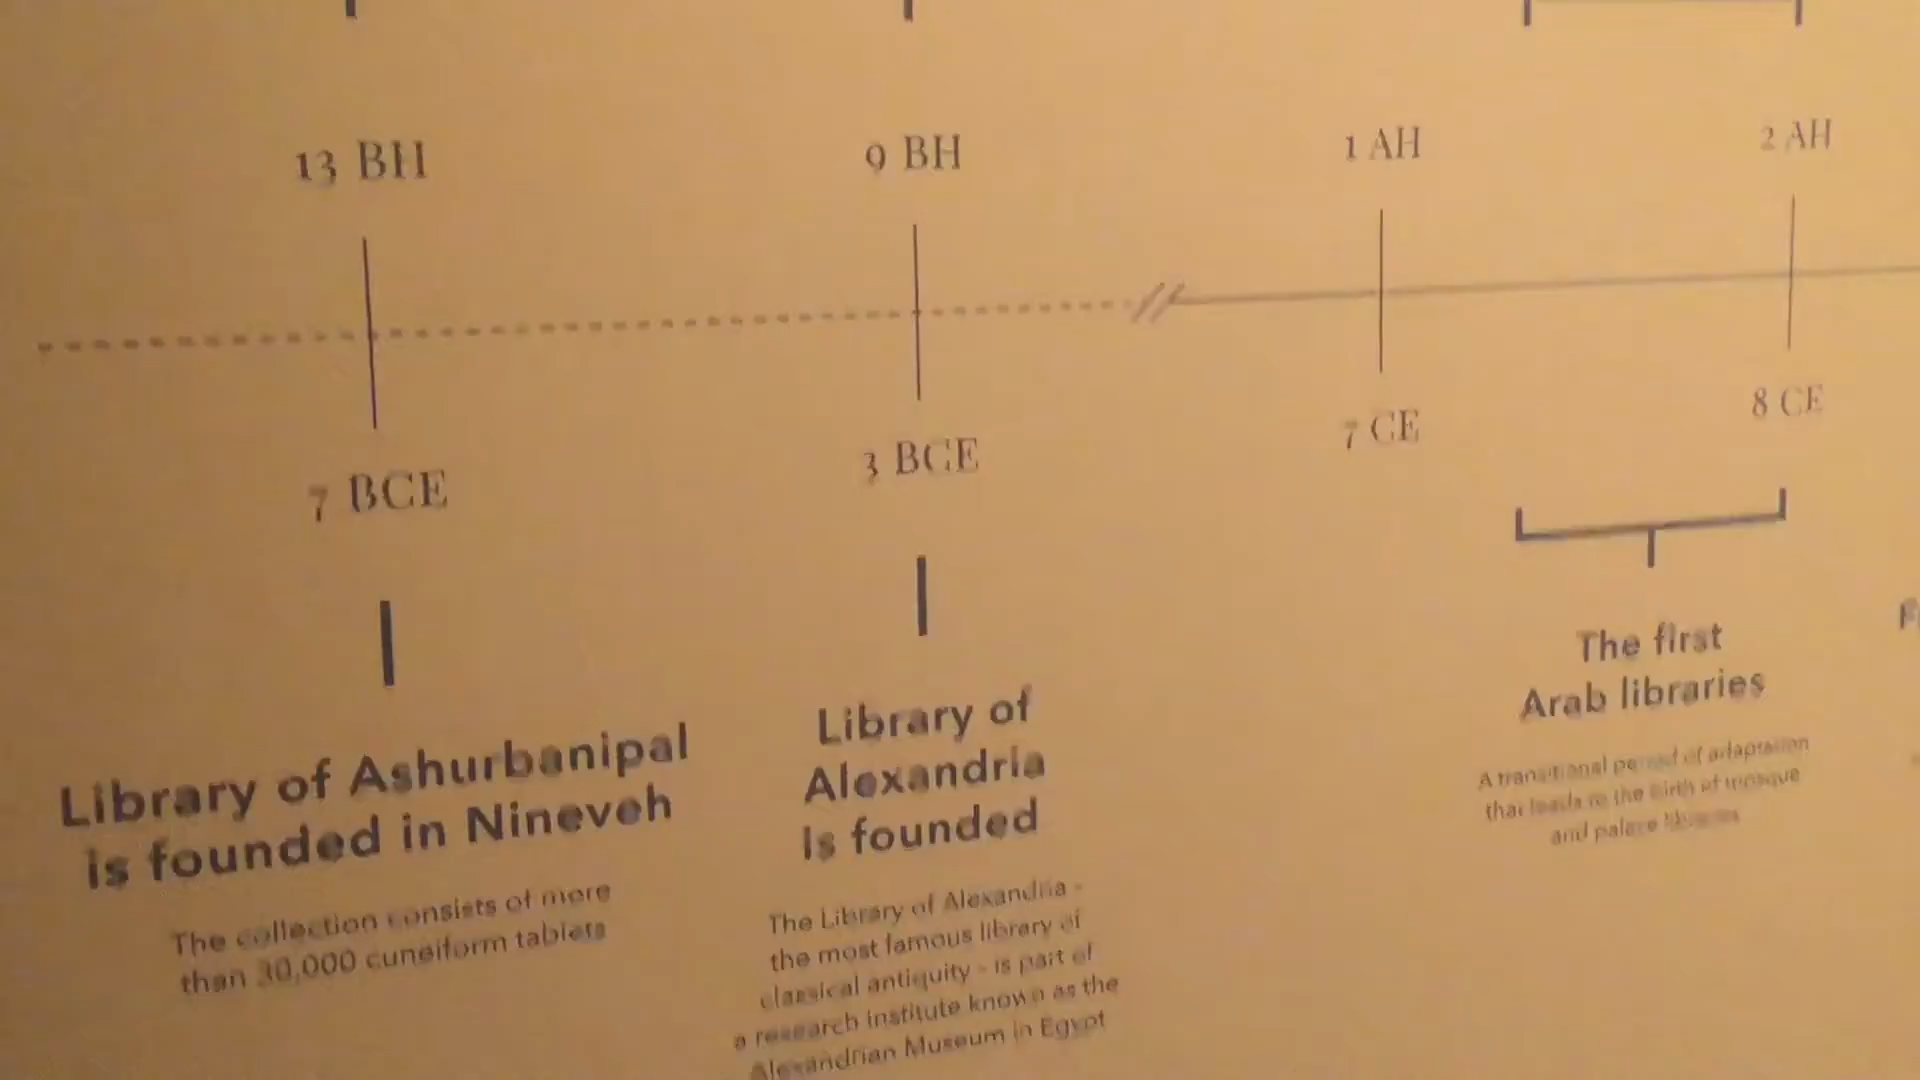 13 BH
9 BH
1 AH
2 AH
7 BCE
3 BCE
7 CE
8 CE
Library of Ashurbanipal
is founded in Nineveh
The collection consists of more
than 30,000 cuneiform tablets
Library of
Alexandria
is founded
The Library of Alexandria -
the most famous library of
classical antiquity - is part of
a research institute known as the
Alexandrian Museum in Egypt
The first
Arab libraries
A transitional period of adaptation
that leads to the birth of mosque
and palace libraries